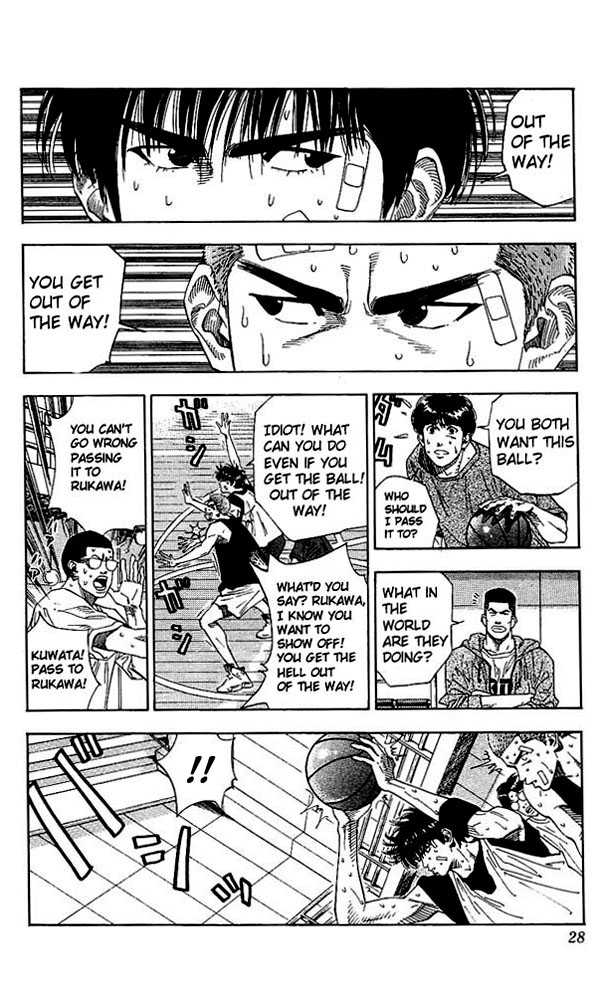 OUT
OF THE
WAY!
YOU GET
OUT OF
THE WAY!
YOU BOTH
WANT THIS
BALL?
WHO
SHOULD
I PASS
IT TO?
WHAT IN
THE
WORLD
ARE THEY
DOING?
IDIOT! WHAT
CAN YOU DO
EVEN IF YOU
GET THE BALL!
OUT OF THE
WAY!
WHAT'D YOU
SAY? RUKAWA,
I KNOW YOU
WANT TO
SHOW OFF!
YOU GET THE
HELL OUT
OF THE WAY!
YOU CAN'T
GO WRONG
PASSING
IT TO
RUKAWA!
KUWATA!
PASS TO
RUKAWA!
!!
28